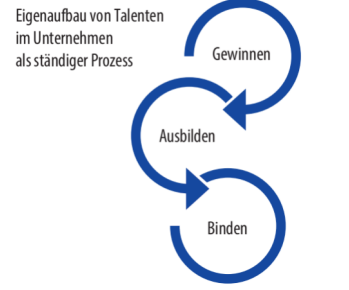 Eigenaufbau von Talenten
im Unternehmen
als ständiger Prozess
Gewinnen
Ausbilden
Binden